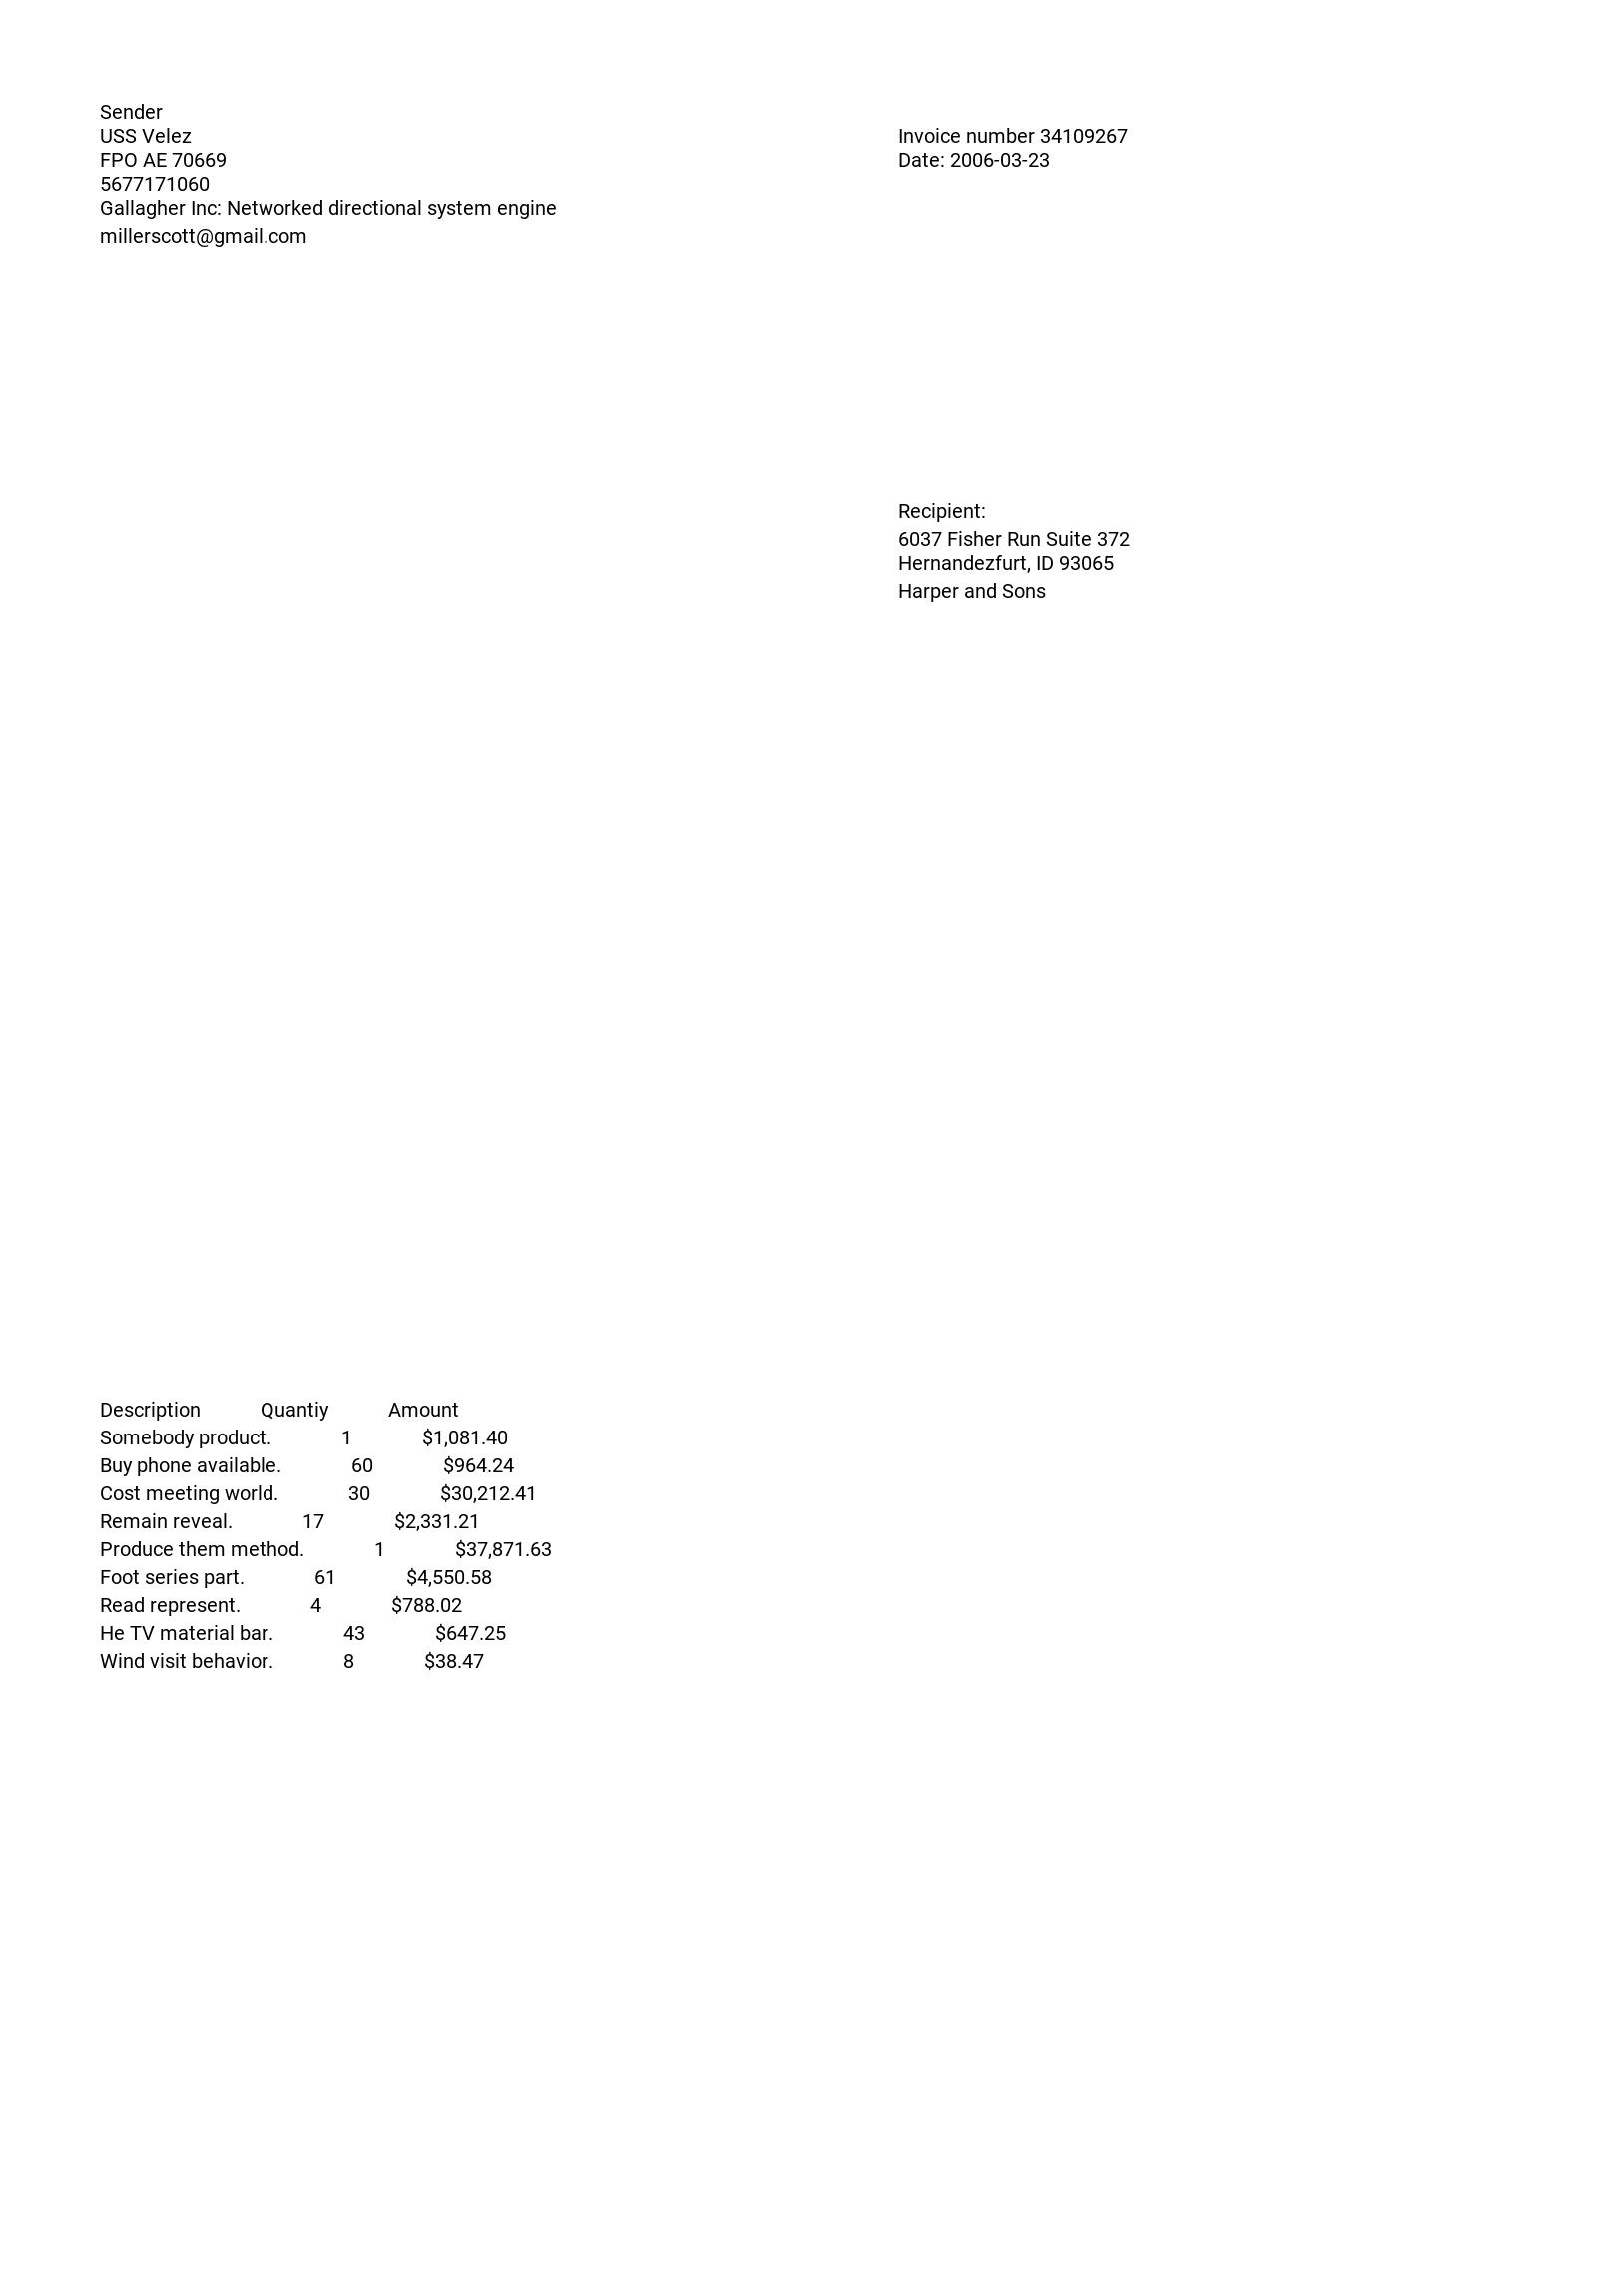 Sender
USS Velez
FPO AE 70669
5677171060
Gallagher Inc: Networked directional system engine
millerscott@gmail.com
Invoice number 34109267
Date: 2006-03-23
Recipient:
6037 Fisher Run Suite 372
Hernandezfurt, ID 93065
Harper and Sons
Description Quantiy Amount
Somebody product. 1 $1,081.40
Buy phone available. 60 $964.24
Cost meeting world. 30 $30,212.41
Remain reveal. 17 $2,331.21
Produce them method. 1 $37,871.63
Foot series part. 61 $4,550.58
Read represent. 4 $788.02
He TV material bar. 43 $647.25
Wind visit behavior. 8 $38.47